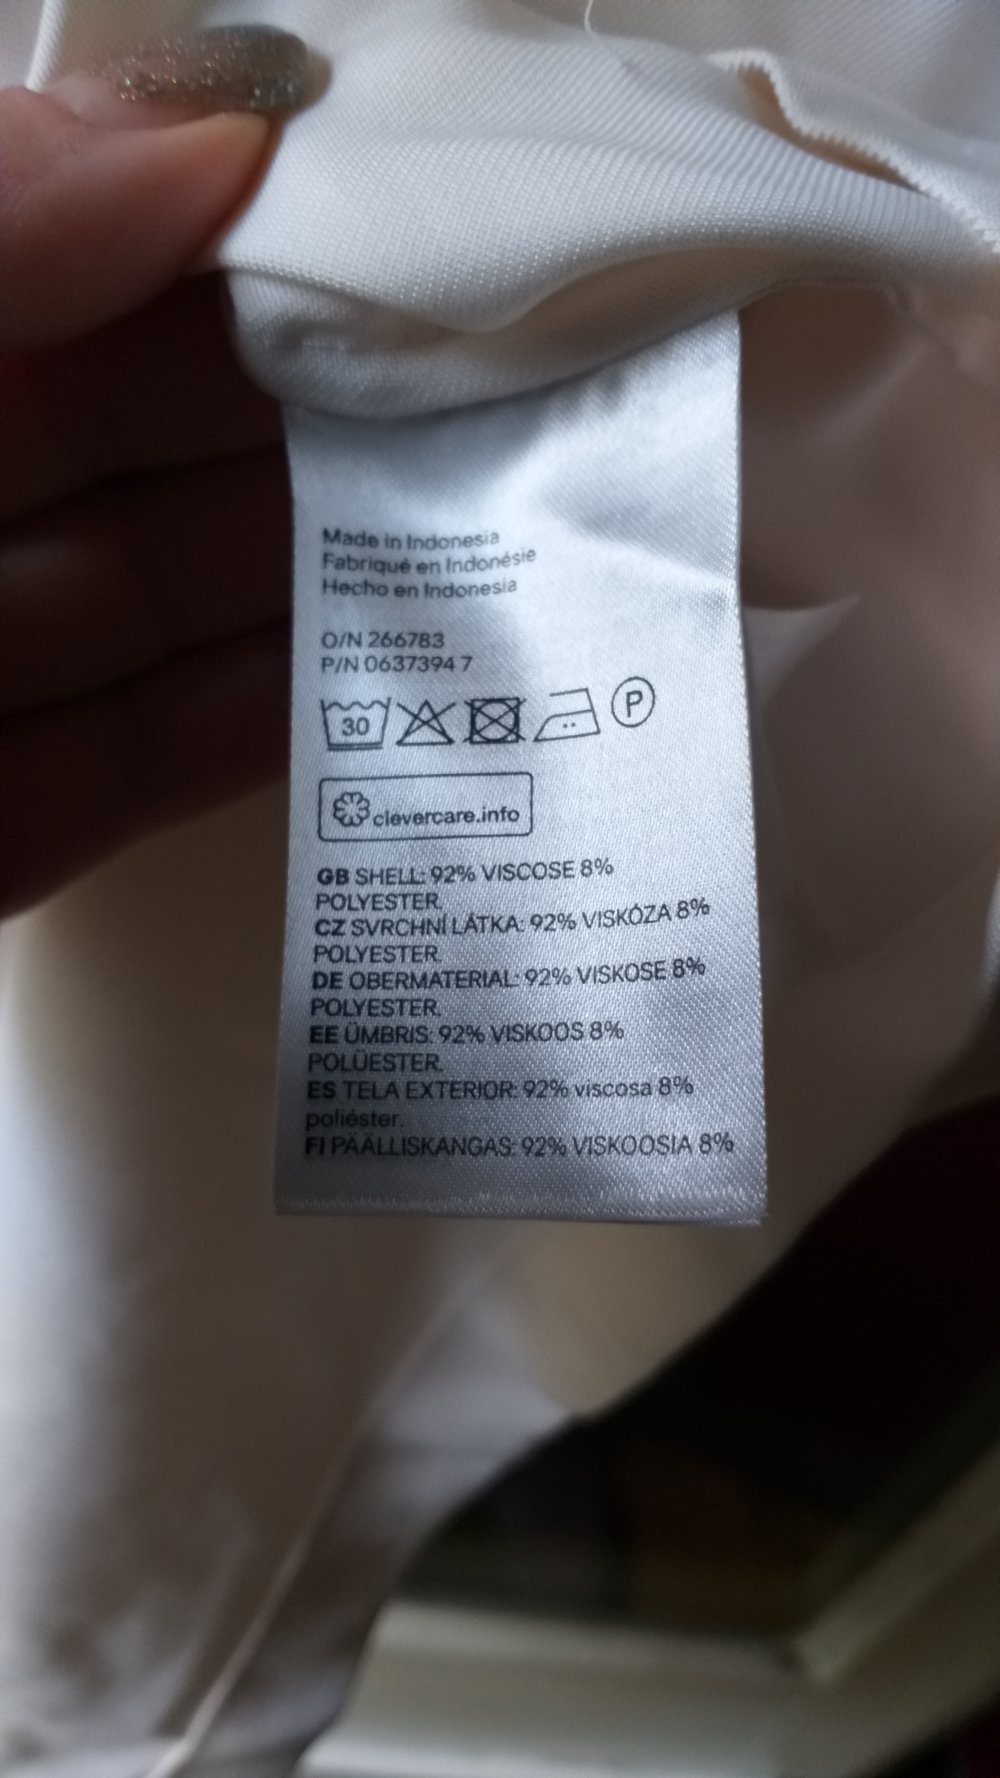 Made in Indonesia
Fabriqué en Indonésie
Hecho en Indonesia
O/N 266783
P/N 0637394 7
30 P
clevercare.info
GB SHELL: 92% VISCOSE 8%
POLYESTER.
CZ SVRCHNÍ LÁTKA: 92% VISKÓZA 8%
POLYESTER.
DE OBERMATERIAL: 92% VISKOSE 8%
POLYESTER.
EE ÜMBRIS: 92% VISKOOS 8%
POLÜESTER.
ES TELA EXTERIOR: 92% viscosa 8%
poliéster.
FI PÄÄLLISKANGAS: 92% VISKOOSIA 8%